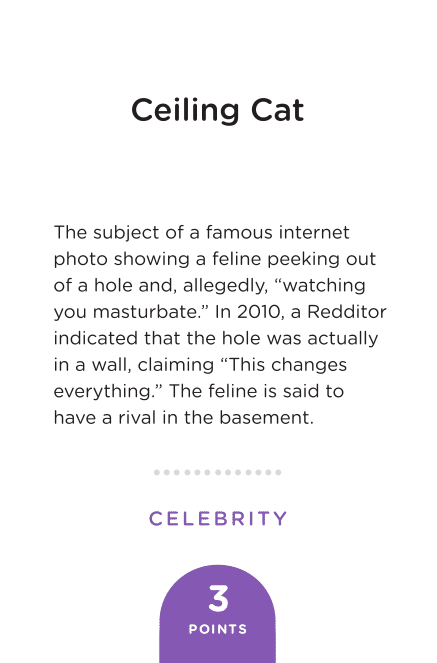 Ceiling Cat
The subject of a famous internet
photo showing a feline peeking out
of a hole and, allegedly, “watching
you masturbate.” In 2010, a Redditor
indicated that the hole was actually
in a wall, claiming “This changes
everything.” The feline is said to
have a rival in the basement.
CELEBRITY
3
POINTS